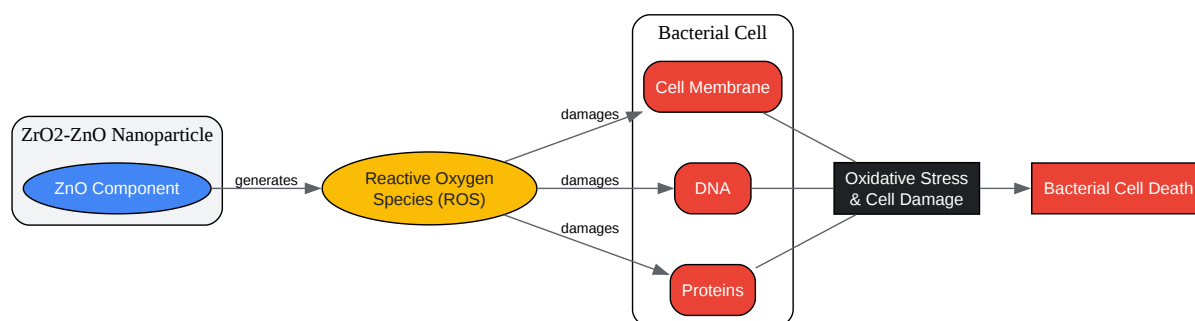 ZrO2-ZnO Nanoparticle
ZnO Component
generates
Reactive Oxygen
Species (ROS)
damages
damages
damages
Bacterial Cell
Cell Membrane
DNA
Proteins
Oxidative Stress
& Cell Damage
Bacterial Cell Death